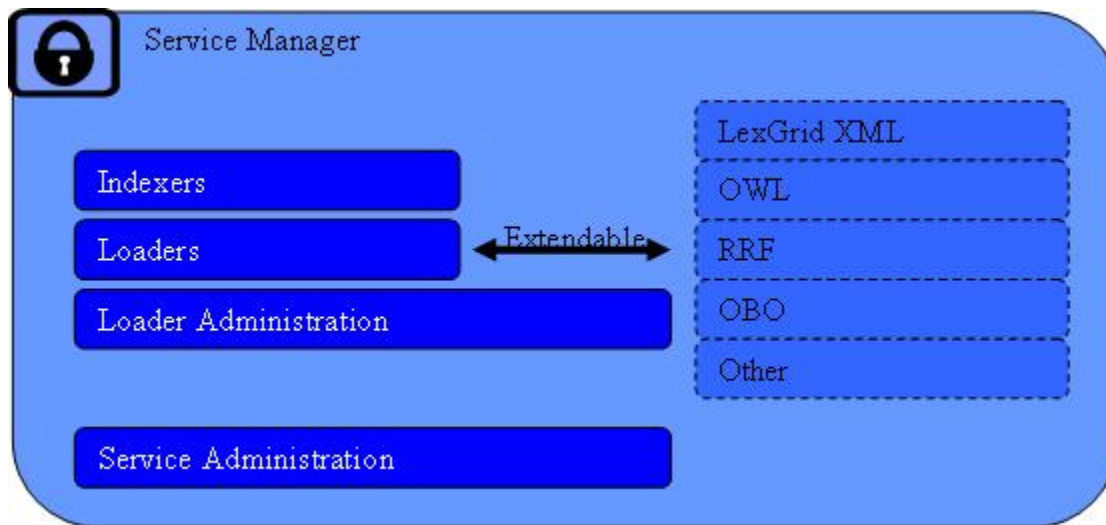 Service Manager
Indexers
Loaders
Loader Administration
Service Administration
Extendable
LexGrid XML
OWL
RRF
OBO
Other